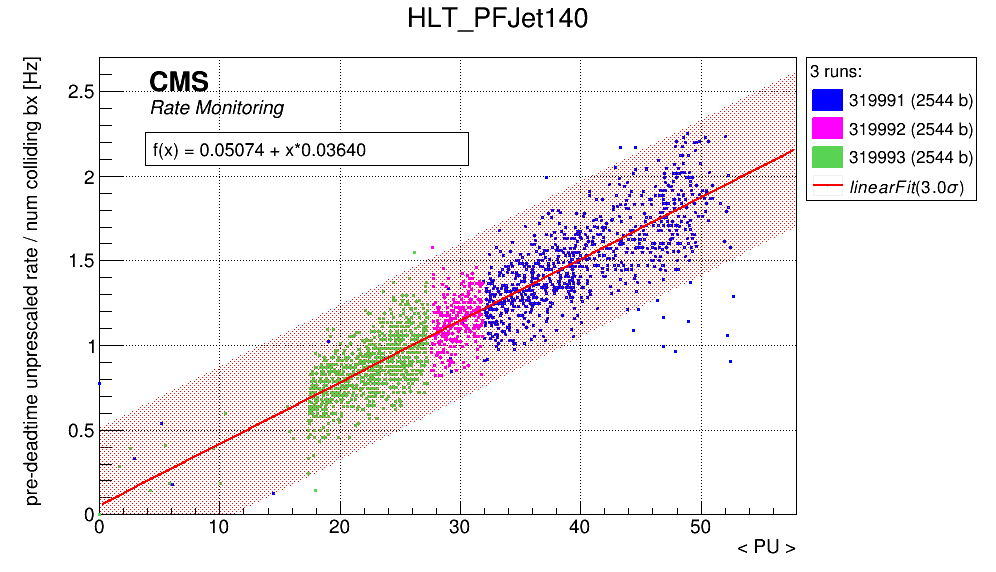 HLT_PFJet140
pre-deadtime unprescaled rate / num colliding bx [Hz]
CMS
Rate Monitoring
f(x) = 0.05074 + x*0.03640
2.5
2
1.5
1
0.5
0
0 10 20 30 40 50
< PU >
3 runs:
319991 (2544 b)
319992 (2544 b)
319993 (2544 b)
linearFit(3.0σ)